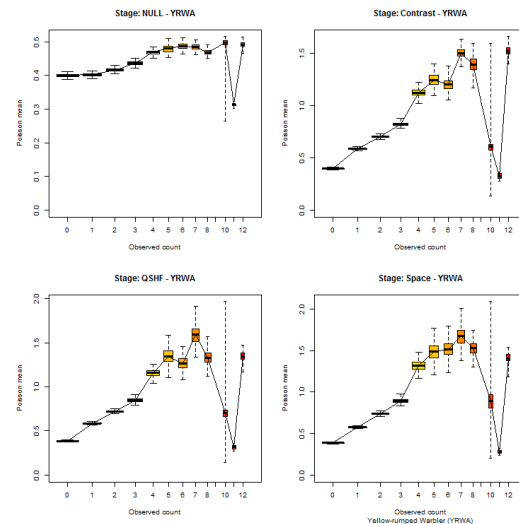 Stage: NULL - YRWA
Poisson mean
0.0 0.1 0.2 0.3 0.4 0.5
0 1 2 3 4 5 6 7 8 10 12
Observed count
Stage: Contrast - YRWA
Poisson mean
0.0 0.5 1.0 1.5
0 1 2 3 4 5 6 7 8 10 12
Observed count
Stage: QSHF - YRWA
Poisson mean
0.0 0.5 1.0 1.5 2.0
0 1 2 3 4 5 6 7 8 10 12
Observed count
Stage: Space - YRWA
Poisson mean
0.0 0.5 1.0 1.5 2.0
0 1 2 3 4 5 6 7 8 10 12
Observed count
Yellow-rumped Warbler (YRWA)